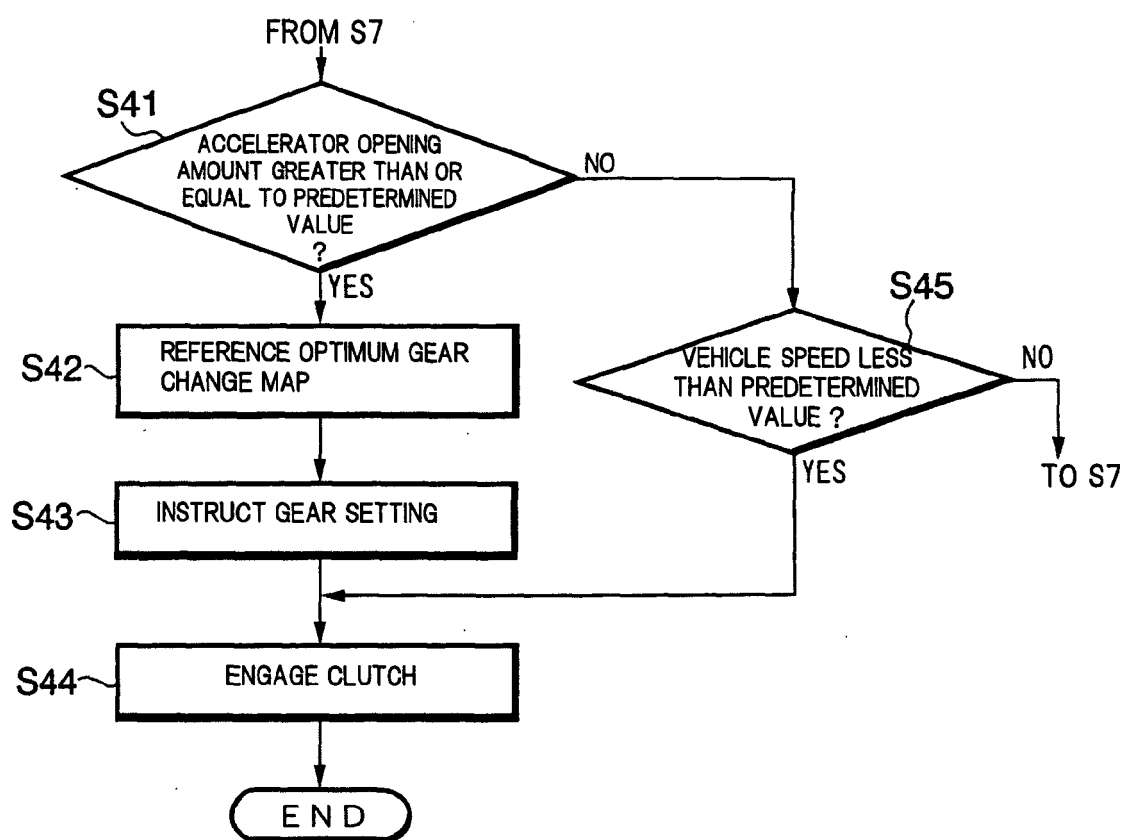 FROM S7
S41
ACCELERATOR OPENING
AMOUNT GREATER THAN OR
EQUAL TO PREDETERMINED
VALUE
?
NO
YES
S42
REFERENCE OPTIMUM GEAR
CHANGE MAP
S45
VEHICLE SPEED LESS
THAN PREDETERMINED
VALUE ?
NO
YES
TO S7
S43
INSTRUCT GEAR SETTING
S44
ENGAGE CLUTCH
END